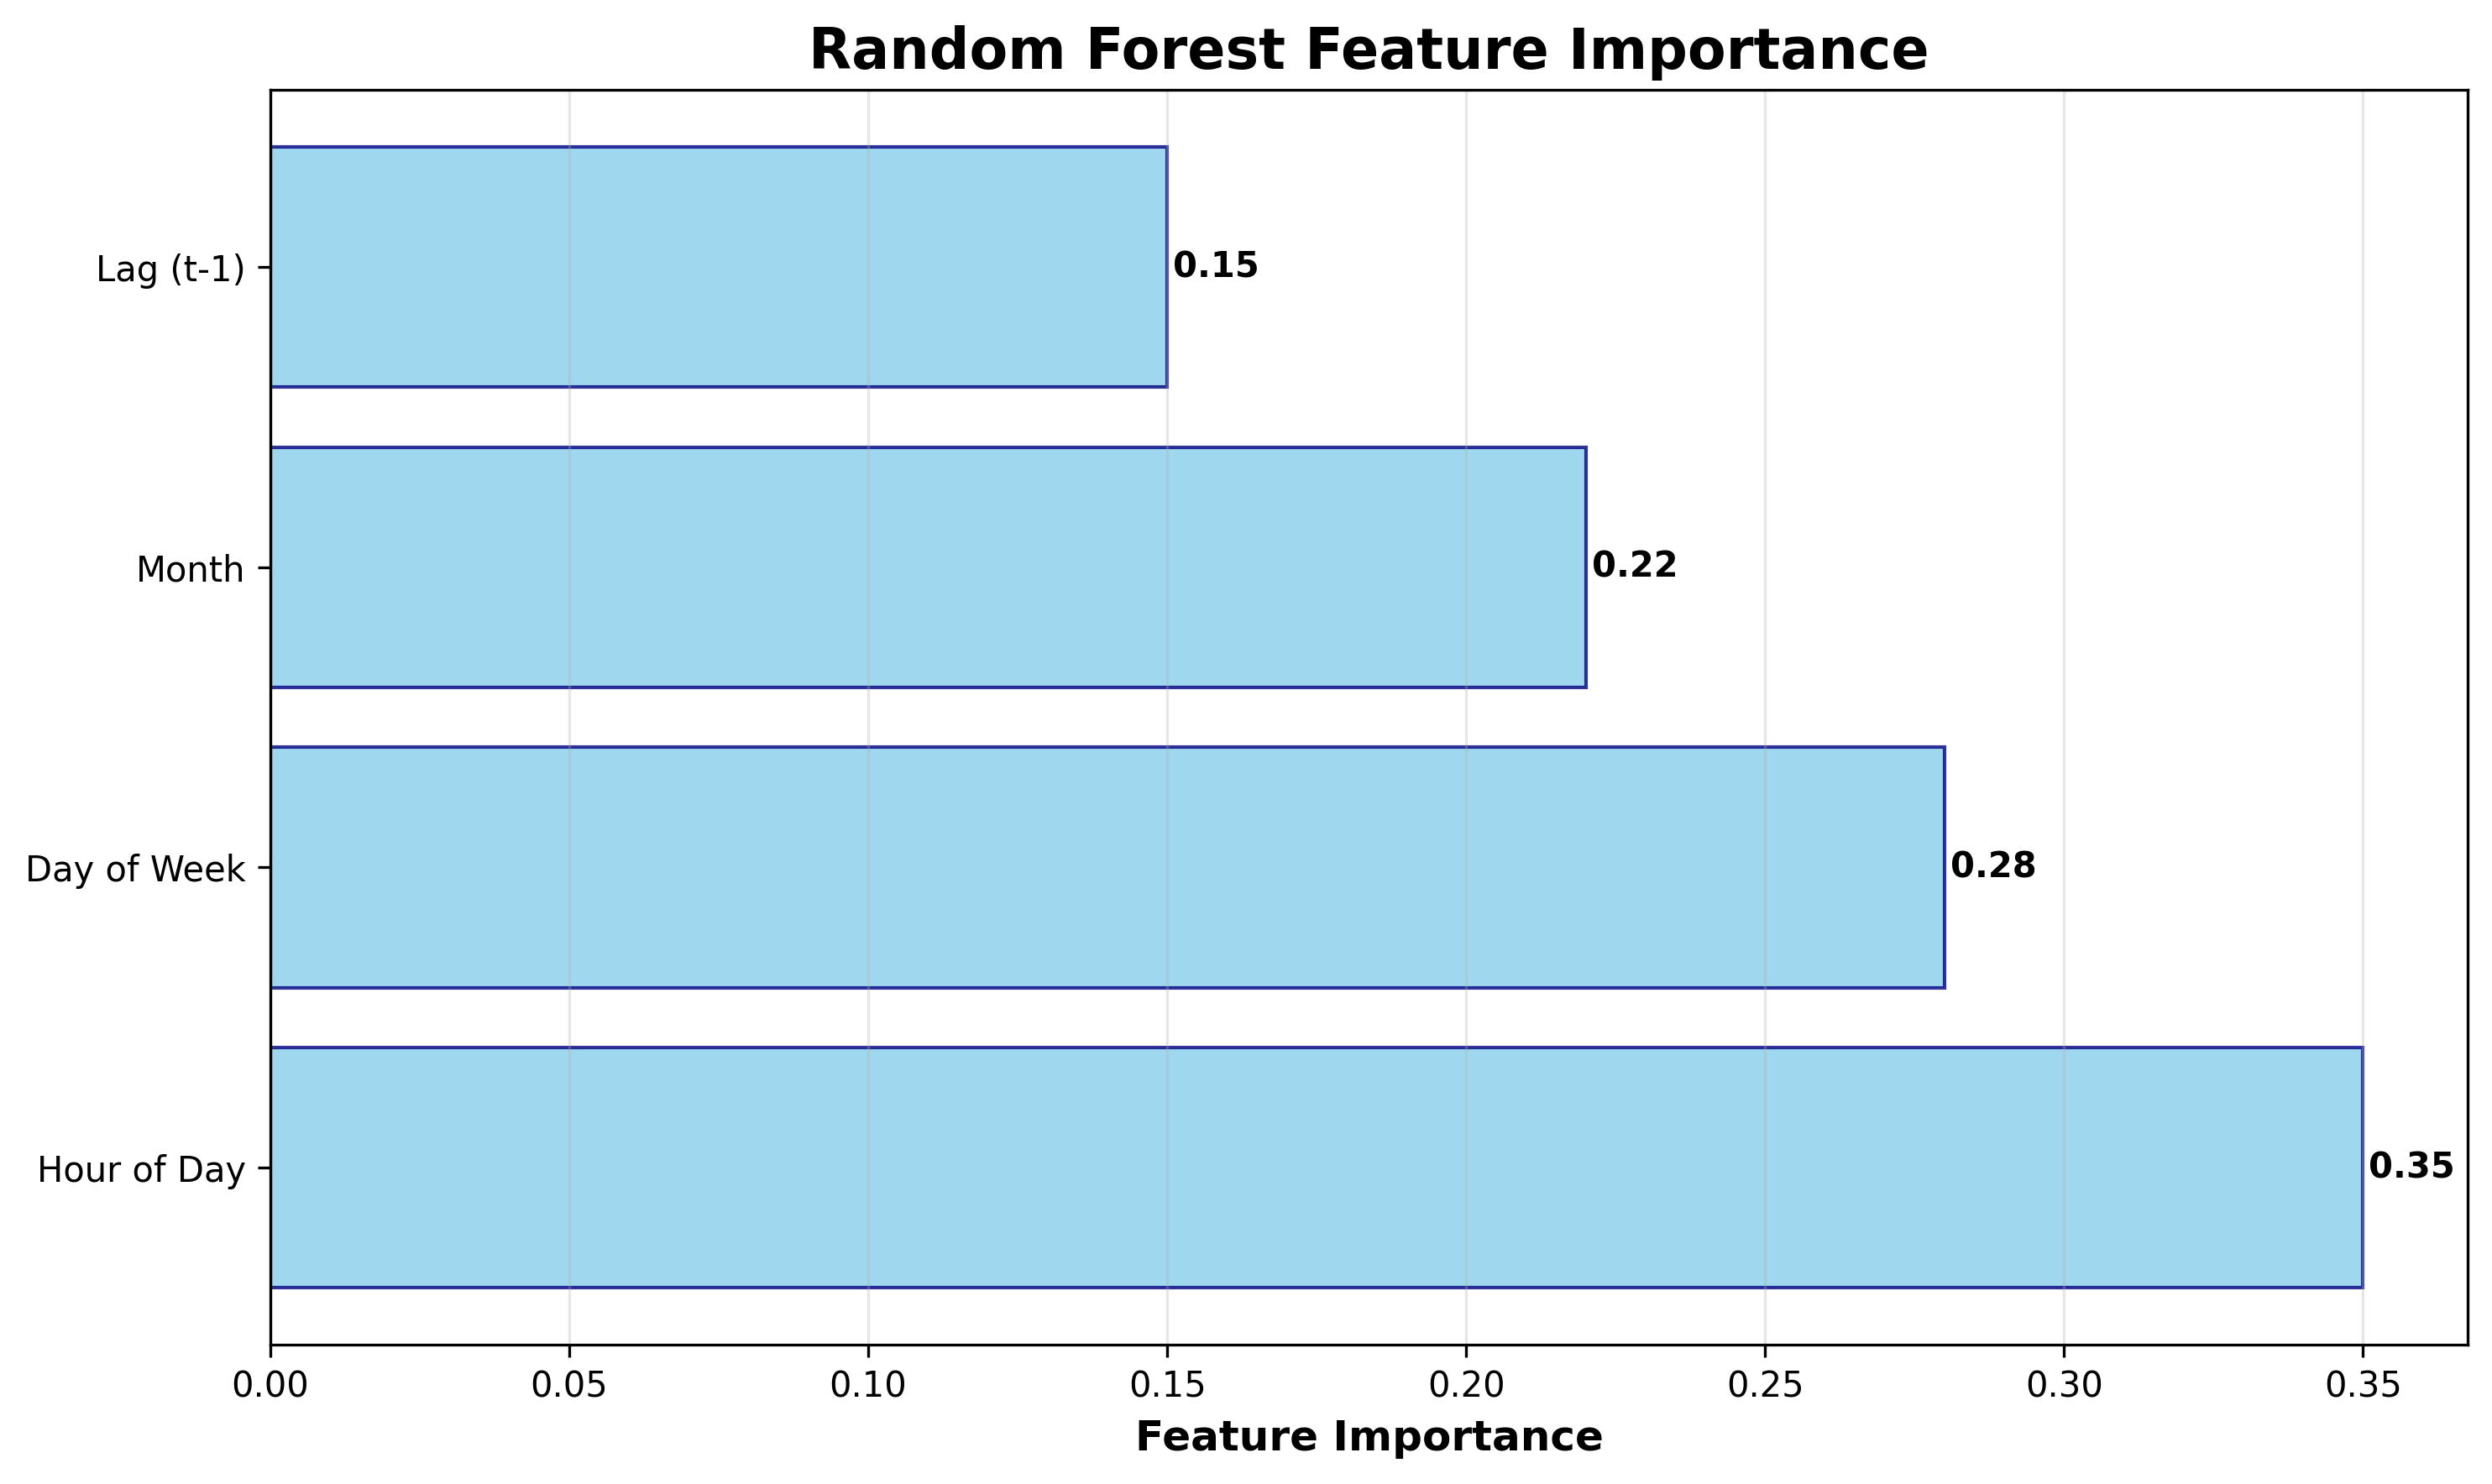 Random Forest Feature Importance
Lag (t-1)
0.15
Month
0.22
Day of Week
0.28
Hour of Day
0.35
0.00 0.05 0.10 0.15 0.20 0.25 0.30 0.35
Feature Importance